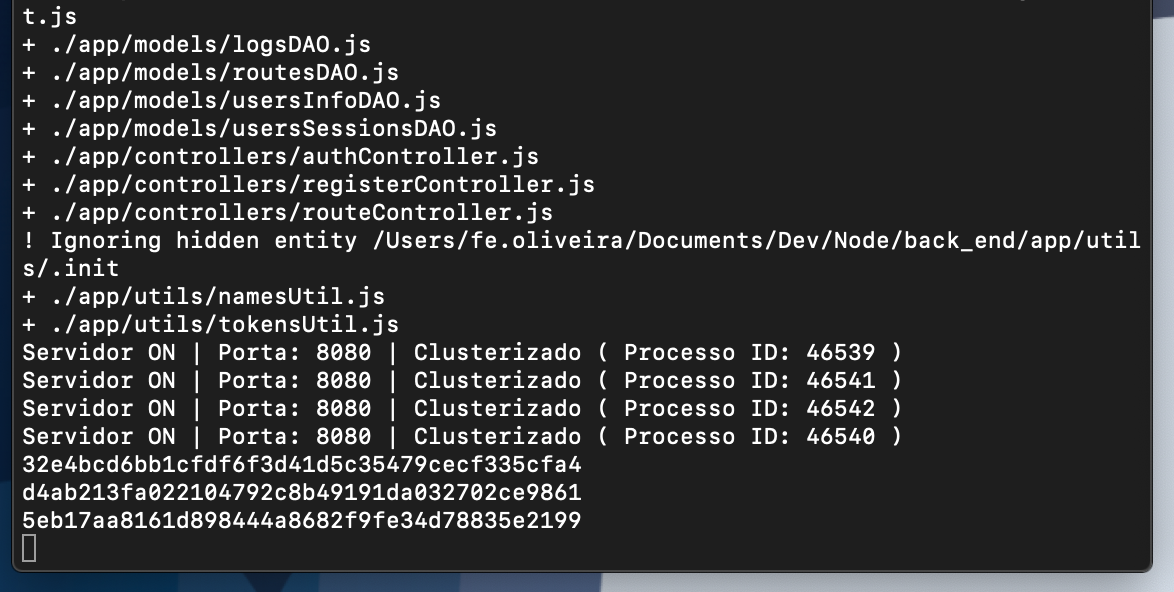 t.js
+ ./app/models/logsDAO.js
+ ./app/models/routesDAO.js
+ ./app/models/usersInfoDAO.js
+ ./app/models/usersSessionsDAO.js
+ ./app/controllers/authController.js
+ ./app/controllers/registerController.js
+ ./app/controllers/routeController.js
! Ignoring hidden entity /Users/fe.oliveira/Documents/Dev/Node/back_end/app/util
s/.init
+ ./app/utils/namesUtil.js
+ ./app/utils/tokensUtil.js
Servidor ON | Porta: 8080 | Clusterizado ( Processo ID: 46539 )
Servidor ON | Porta: 8080 | Clusterizado ( Processo ID: 46541 )
Servidor ON | Porta: 8080 | Clusterizado ( Processo ID: 46542 )
Servidor ON | Porta: 8080 | Clusterizado ( Processo ID: 46540 )
32e4bcd6bb1cfdf6f3d41d5c35479cecf335cfa4
d4ab213fa022104792c8b49191da032702ce9861
5eb17aa8161d898444a8682f9fe34d78835e2199